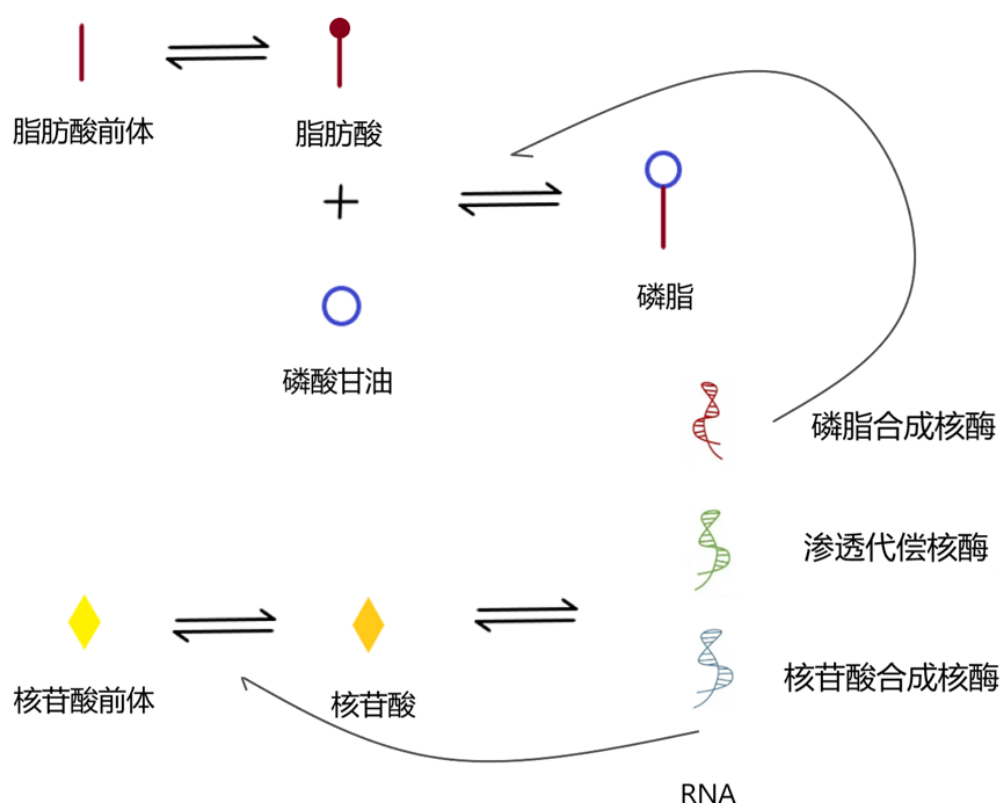 脂肪酸前体
脂肪酸
+
磷酸甘油
磷脂
磷脂合成核酶
渗透代偿核酶
核苷酸合成核酶
核苷酸前体
核苷酸
RNA